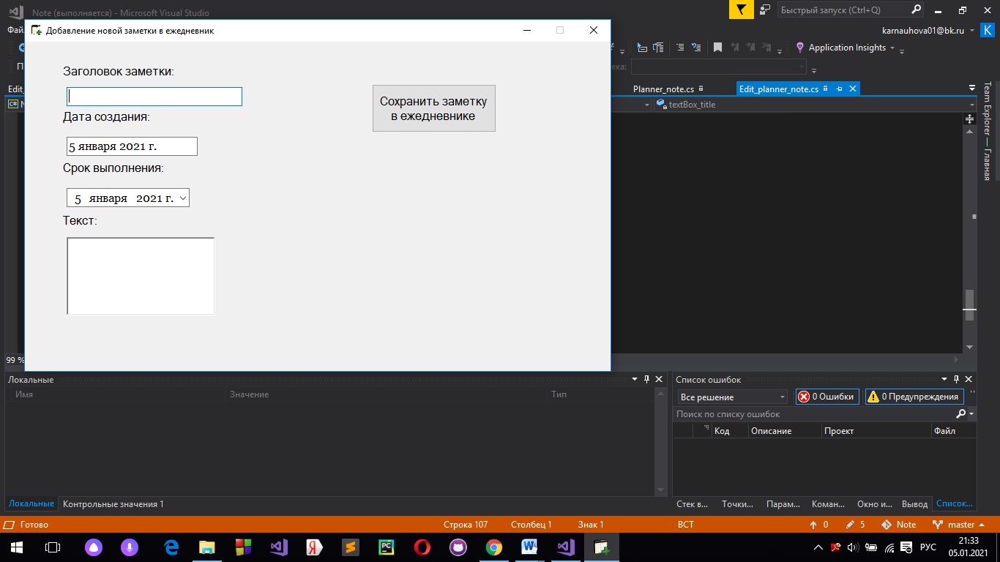 Note (выполняется) - Microsoft Visual Studio
Быстрый запуск (Ctrl+Q)
karnauhova01@bk.ru
K
Добавление новой заметки в ежедневник
Application Insights
Заголовок заметки:
Сохранить заметку
в ежедневнике
Дата создания:
5 января 2021 г.
Срок выполнения:
5 января 2021 г.
Текст:
Planner_note.cs
Edit_planner_note.cs
C#
textBox_title
Team Explorer — Главная
99 %
Локальные
Имя
Значение
Тип
Список ошибок
Все решение
0 Ошибки
0 Предупреждения
Поиск по списку ошибок
Код
Описание
Проект
Файл
Локальные
Контрольные значения 1
Стек в...
Точки...
Парам...
Коман...
Окно и...
Вывод
Список...
Готово
Строка 107
Столбец 1
Знак 1
ВСТ
0
5
Note
master
РУС
21:33
05.01.2021